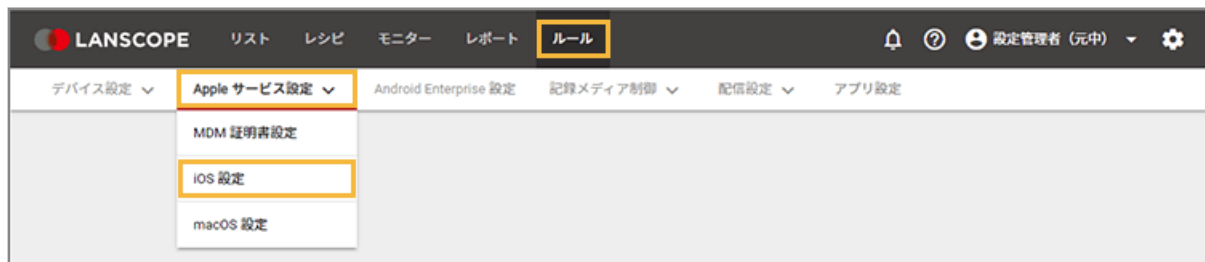 LANSCOPE リスト レシピ モニター レポート ルール 設定管理者（元中）
デバイス設定 Apple サービス設定 Android Enterprise 設定 記録メディア制御 配信設定 アプリ設定
MDM 証明書設定
iOS 設定
macOS 設定